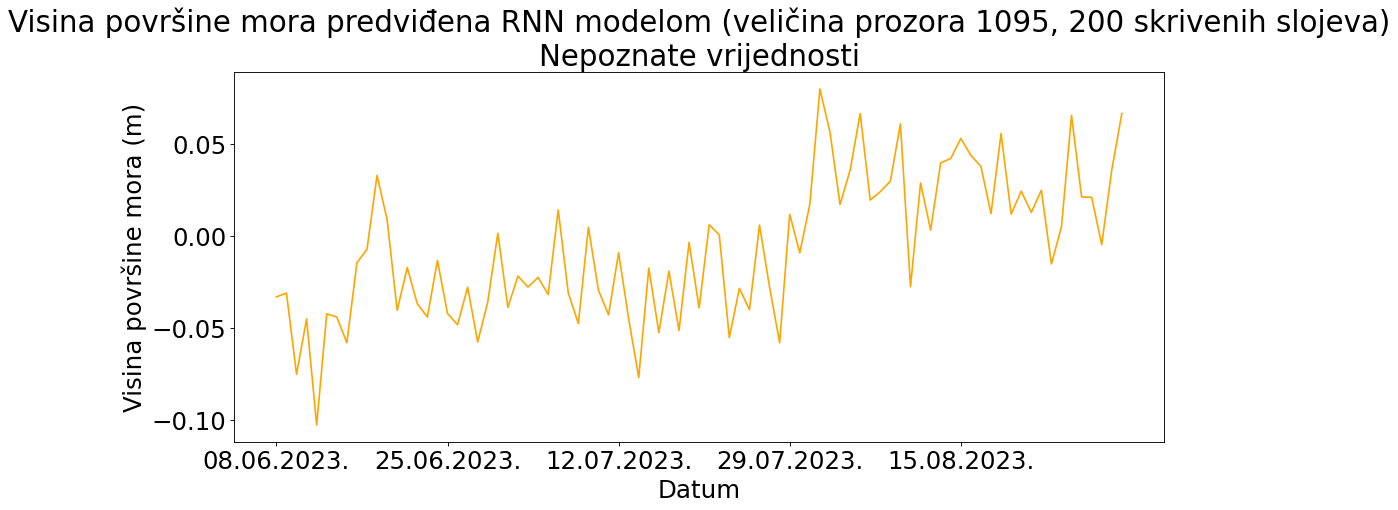 Visina površine mora predviđena RNN modelom (veličina prozora 1095, 200 skrivenih slojeva)
Nepoznate vrijednosti
Visina površine mora (m)
0.05
0.00
−0.05
−0.10
08.06.2023. 25.06.2023. 12.07.2023. 29.07.2023. 15.08.2023.
Datum